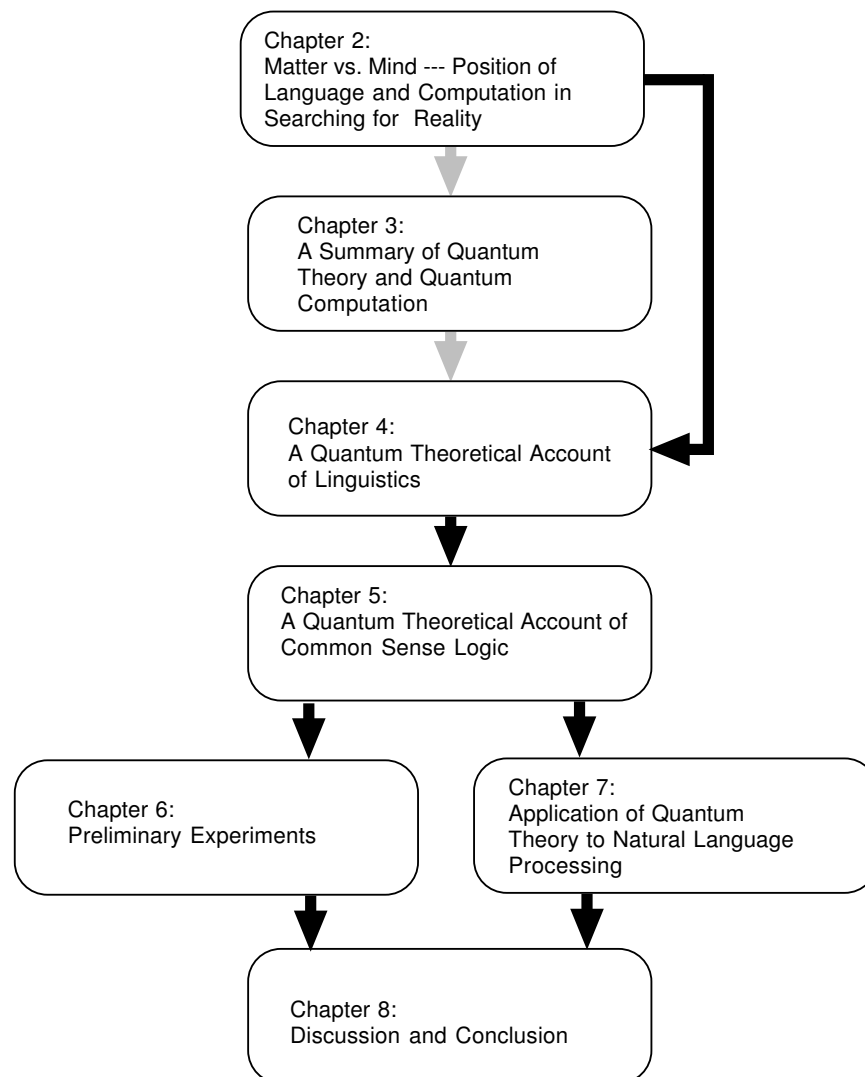 Chapter 2:
Matter vs. Mind --- Position of
Language and Computation in
Searching for Reality
Chapter 3:
A Summary of Quantum
Theory and Quantum
Computation
Chapter 4:
A Quantum Theoretical Account
of Linguistics
Chapter 5:
A Quantum Theoretical Account of
Common Sense Logic
Chapter 6:
Preliminary Experiments
Chapter 7:
Application of Quantum
Theory to Natural Language
Processing
Chapter 8:
Discussion and Conclusion